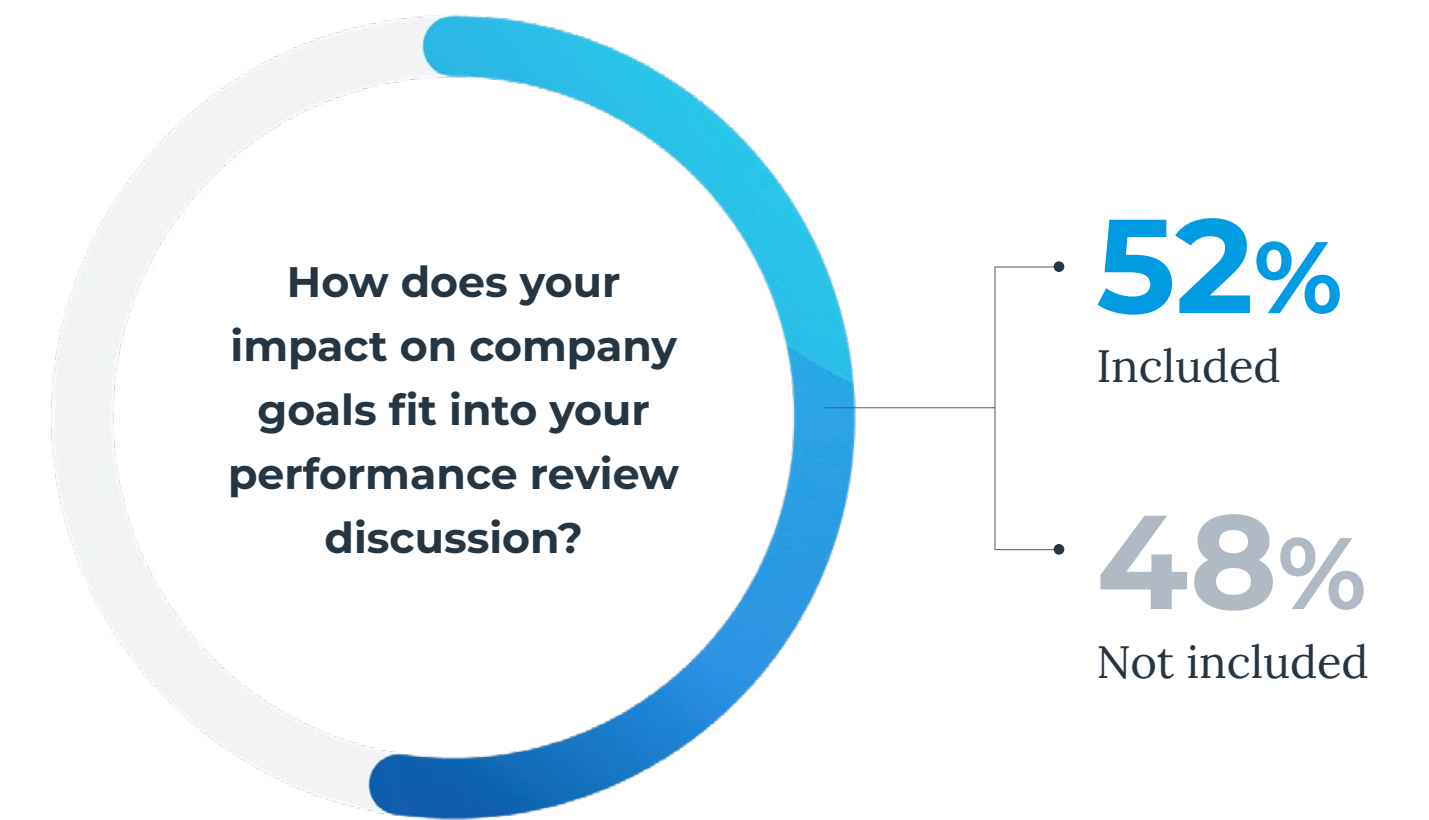 How does your
impact on company
goals fit into your
performance review
discussion?
52%
Included
48%
Not included